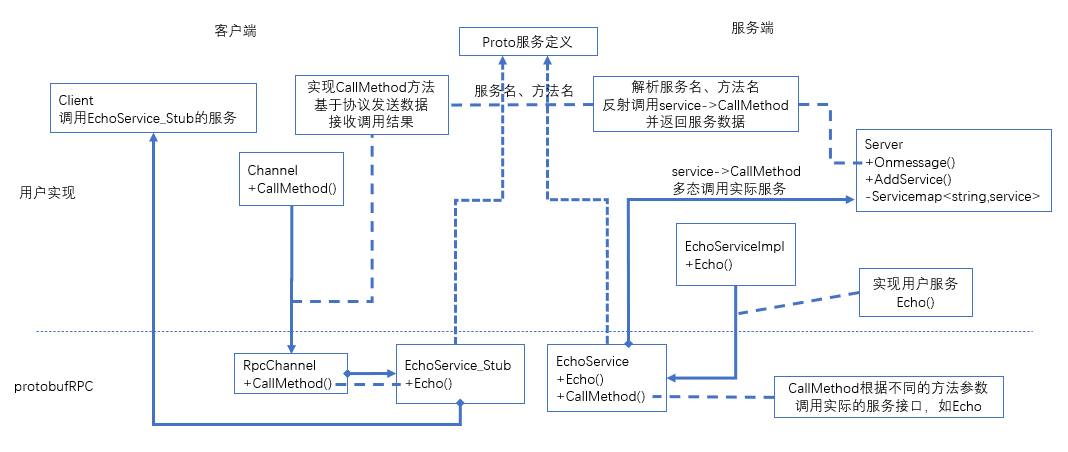 客户端
Proto服务定义
服务端
Client
调用EchoService_Stub的服务
实现CallMethod方法
基于协议发送数据
接收调用结果
服务名、方法名
解析服务名、方法名
反射调用service->CallMethod
并返回服务数据
Server
+Onmessage()
+AddService()
-Servicemap<string,service>
Channel
+CallMethod()
service->CallMethod
多态调用实际服务
用户实现
EchoServiceImpl
+Echo()
实现用户服务
Echo()
protobufRPC
RpcChannel
+CallMethod()
EchoService_Stub
+Echo()
EchoService
+Echo()
+CallMethod()
CallMethod根据不同的方法参数
调用实际的服务接口，如Echo